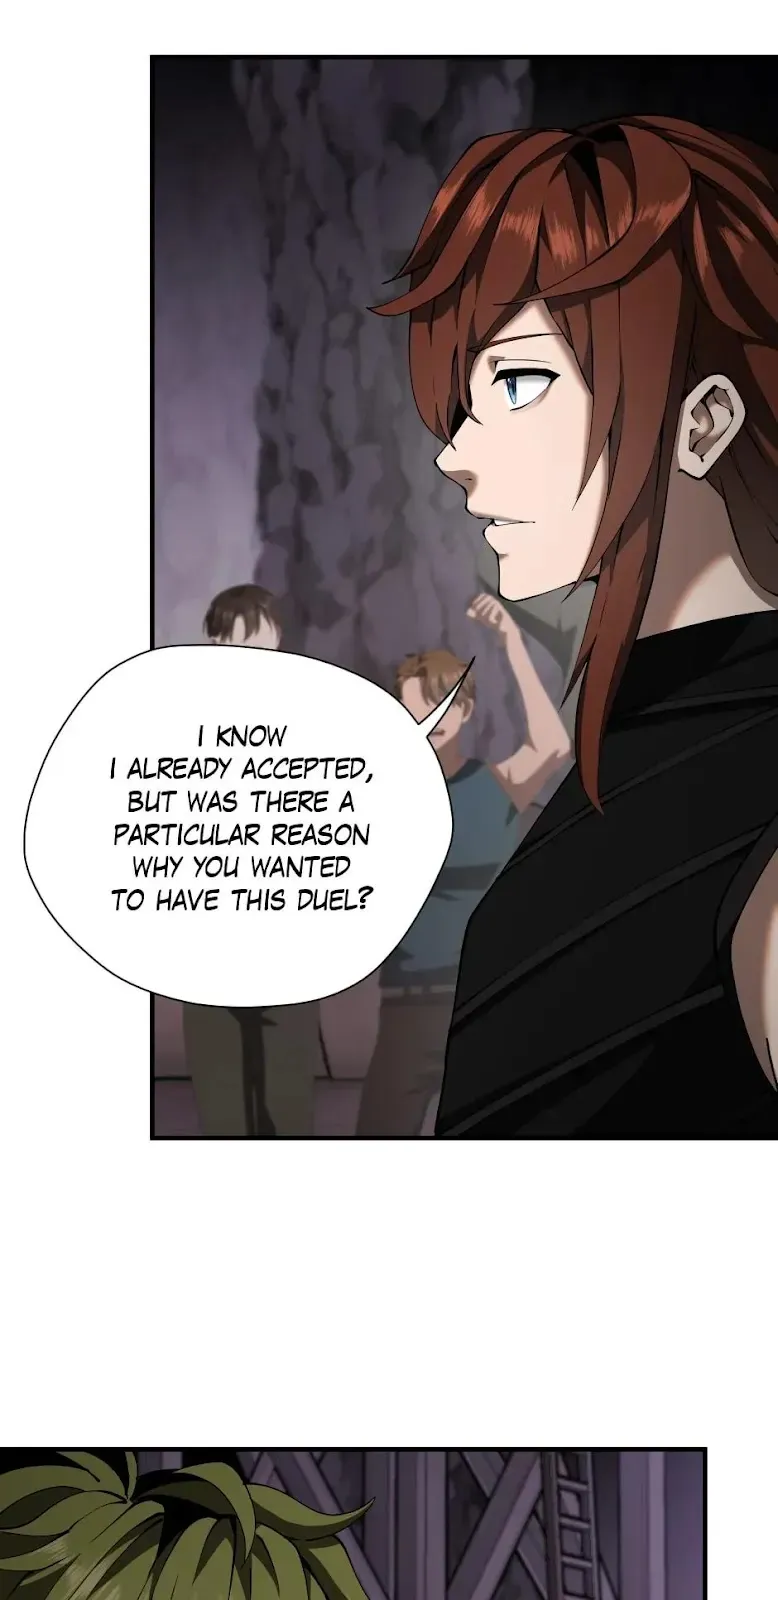 I KNOW
I ALREADY ACCEPTED,
BUT WAS THERE A
PARTICULAR REASON
WHY YOU WANTED
TO HAVE THIS DUEL?